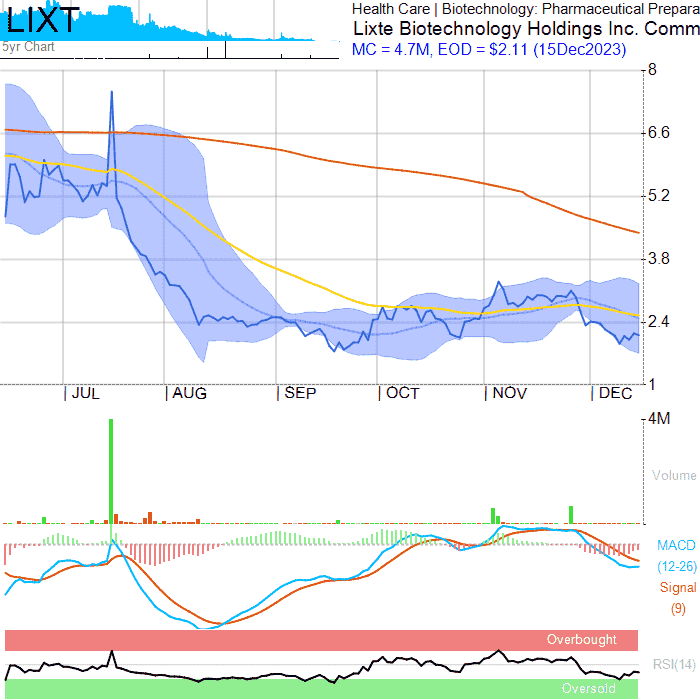 LIXT
5yr Chart
Health Care | Biotechnology: Pharmaceutical Prepara
Lixte Biotechnology Holdings Inc. Comm
MC = 4.7M, EOD = $2.11 (15Dec2023)
8
6.6
5.2
3.8
2.4
1
| JUL | AUG | SEP | OCT | NOV | DEC
4M
Volume
MACD
(12-26)
Signal
(9)
Overbought
RSI(14)
Oversold